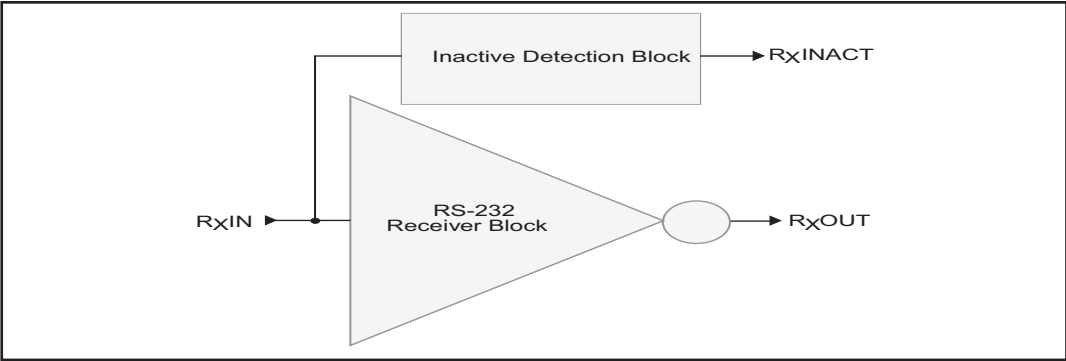 Inactive Detection Block
RXINACT
RS-232
Receiver Block
RXIN
RXOUT